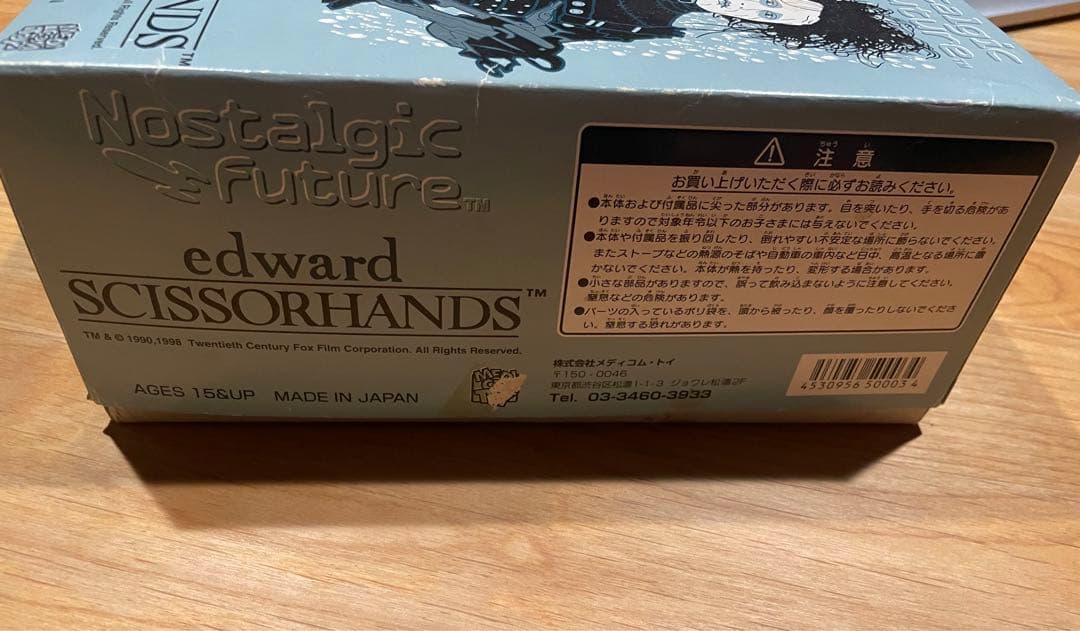 NDS™
All Rights Reserved.
Nostalgic
Future™
edward
SCISSORHANDS™
TM & © 1990,1998 Twentieth Century Fox Film Corporation. All Rights Reserved.
AGES 15&UP MADE IN JAPAN
⚠ 注意
お買い上げいただく際に必ずお読みください。
●本体および付属品に尖った部分があります。目を突いたり、手を切る危険があ
りますので対象年令以下のお子さまには与えないでください。
●本体や付属品を振り回したり、倒れやすい不安定な場所に飾らないでください。
またストーブなどの熱源のそばや自動車の車内など日中、高温となる場所に置
かないでください。本体が熱を持ったり、変形する場合があります。
●小さな部品がありますので、誤って飲み込まないように注意してください。
窒息などの危険があります。
●パーツの入っているポリ袋を、頭から被ったり、顔を覆ったりしないでくださ
い。窒息する恐れがあります。
株式会社メディコム・トイ
〒150-0046
東京都渋谷区松濤1-1-3 ジョワレ松濤2F
Tel. 03-3460-3933
4530956500034